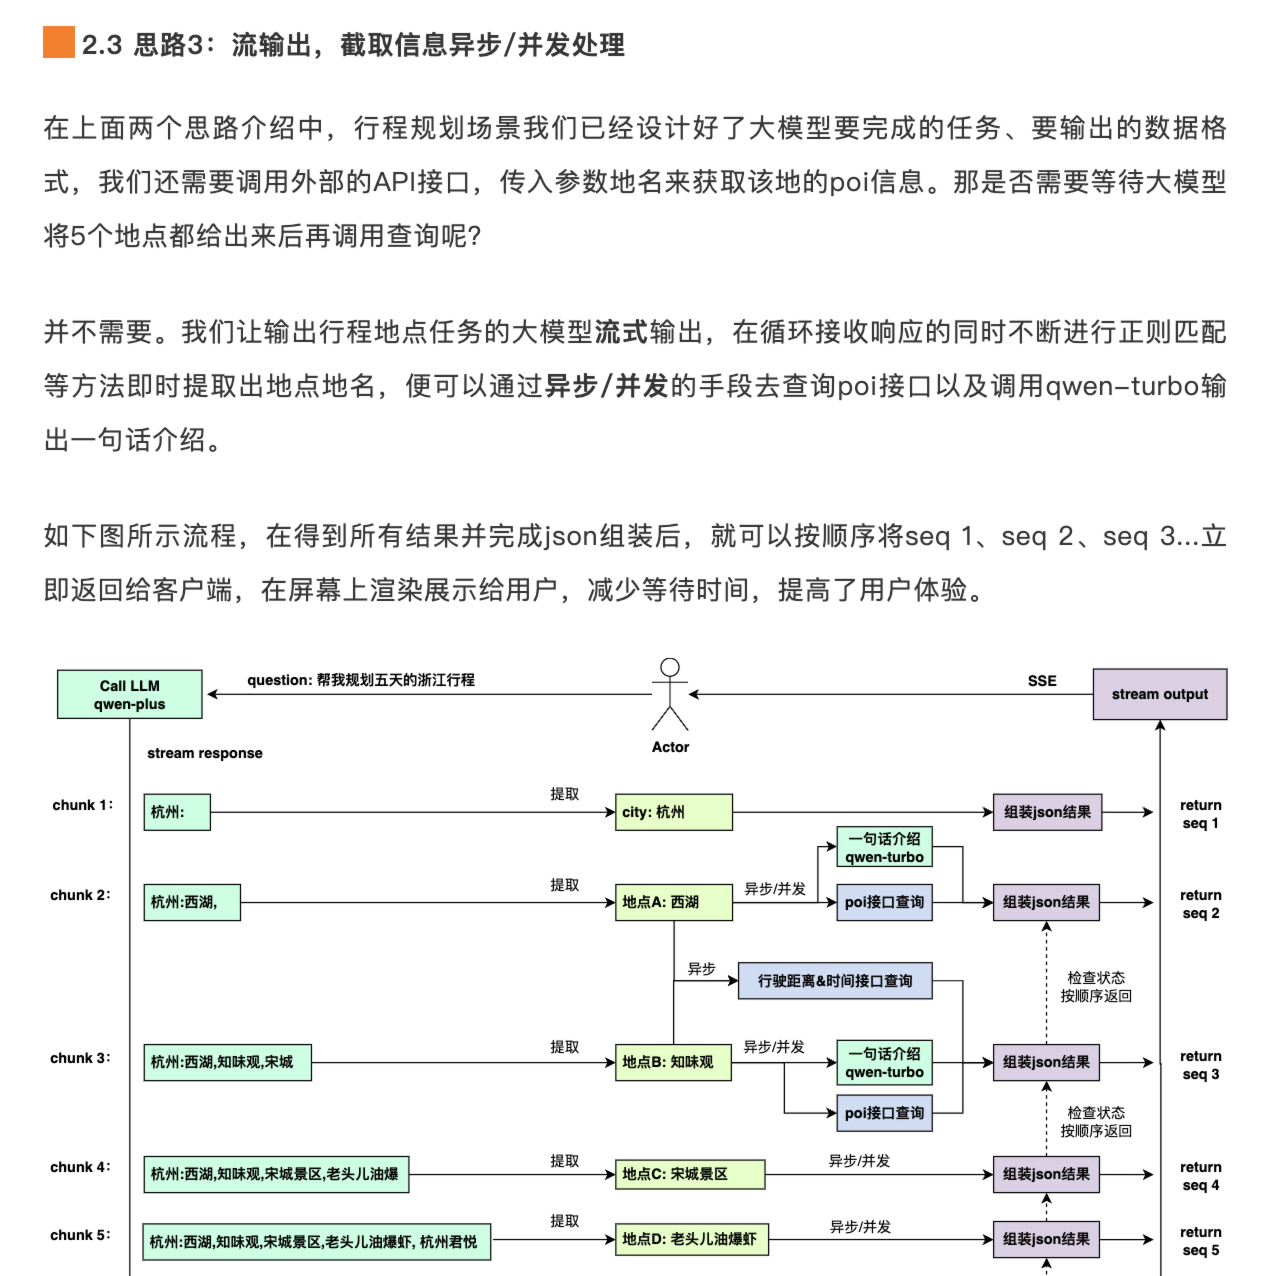 2.3 思路3：流输出，截取信息异步/并发处理
在上面两个思路介绍中，行程规划场景我们已经设计好了大模型要完成的任务、要输出的数据格
式，我们还需要调用外部的API接口，传入参数地名来获取该地的poi信息。那是否需要等待大模型
将5个地点都给出来后再调用查询呢？
并不需要。我们让输出行程地点任务的大模型流式输出，在循环接收响应的同时不断进行正则匹配
等方法即时提取出地点地名，便可以通过异步/并发的手段去查询poi接口以及调用qwen-turbo输
出一句话介绍。
如下图所示流程，在得到所有结果并完成json组装后，就可以按顺序将seq 1、seq 2、seq 3...立
即返回给客户端，在屏幕上渲染展示给用户，减少等待时间，提高了用户体验。
Call LLM
qwen-plus
question: 帮我规划五天的浙江行程
Actor
SSE
stream output
stream response
chunk 1:
杭州:
提取
city: 杭州
组装json结果
return
seq 1
一句话介绍
qwen-turbo
chunk 2:
杭州:西湖,
提取
地点A: 西湖
异步/并发
poi接口查询
组装json结果
return
seq 2
异步
行驶距离&时间接口查询
检查状态
按顺序返回
chunk 3:
杭州:西湖,知味观,宋城
提取
地点B: 知味观
异步/并发
一句话介绍
qwen-turbo
组装json结果
return
seq 3
poi接口查询
检查状态
按顺序返回
chunk 4:
杭州:西湖,知味观,宋城景区,老头儿油爆
提取
地点C: 宋城景区
异步/并发
组装json结果
return
seq 4
chunk 5:
杭州:西湖,知味观,宋城景区,老头儿油爆虾, 杭州君悦
提取
地点D: 老头儿油爆虾
异步/并发
组装json结果
return
seq 5